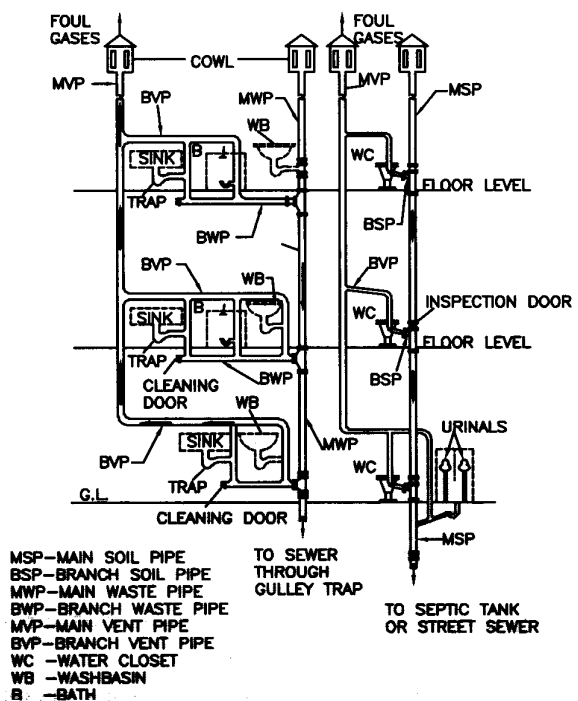 FOUL
GASES
FOUL
GASES
COWL
MVP
MVP
MSP
BVP
MWP
WB
B
SINK
WC
TRAP
FLOOR LEVEL
BWP
BSP
BVP
BVP
WB
B
INSPECTION DOOR
SINK
WC
FLOOR LEVEL
TRAP
BWP
BSP
CLEANING
DOOR
WB
URINALS
SINK
MWP
BVP
WC
TRAP
G.L.
CLEANING DOOR
MSP
MSP-MAIN SOIL PIPE
BSP-BRANCH SOIL PIPE
MWP-MAIN WASTE PIPE
BWP-BRANCH WASTE PIPE
MVP-MAIN VENT PIPE
BVP-BRANCH VENT PIPE
WC -WATER CLOSET
WB -WASHBASIN
B -BATH
TO SEWER
THROUGH
GULLEY TRAP
TO SEPTIC TANK
OR STREET SEWER